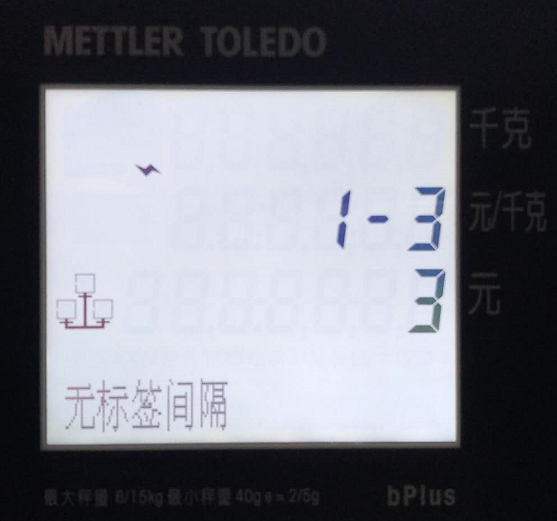 METTLER TOLEDO
千克
1-3 元/千克
3 元
无标签间隔
最大秤量 6/15kg 最小秤量 40g e = 2/5g bPlus